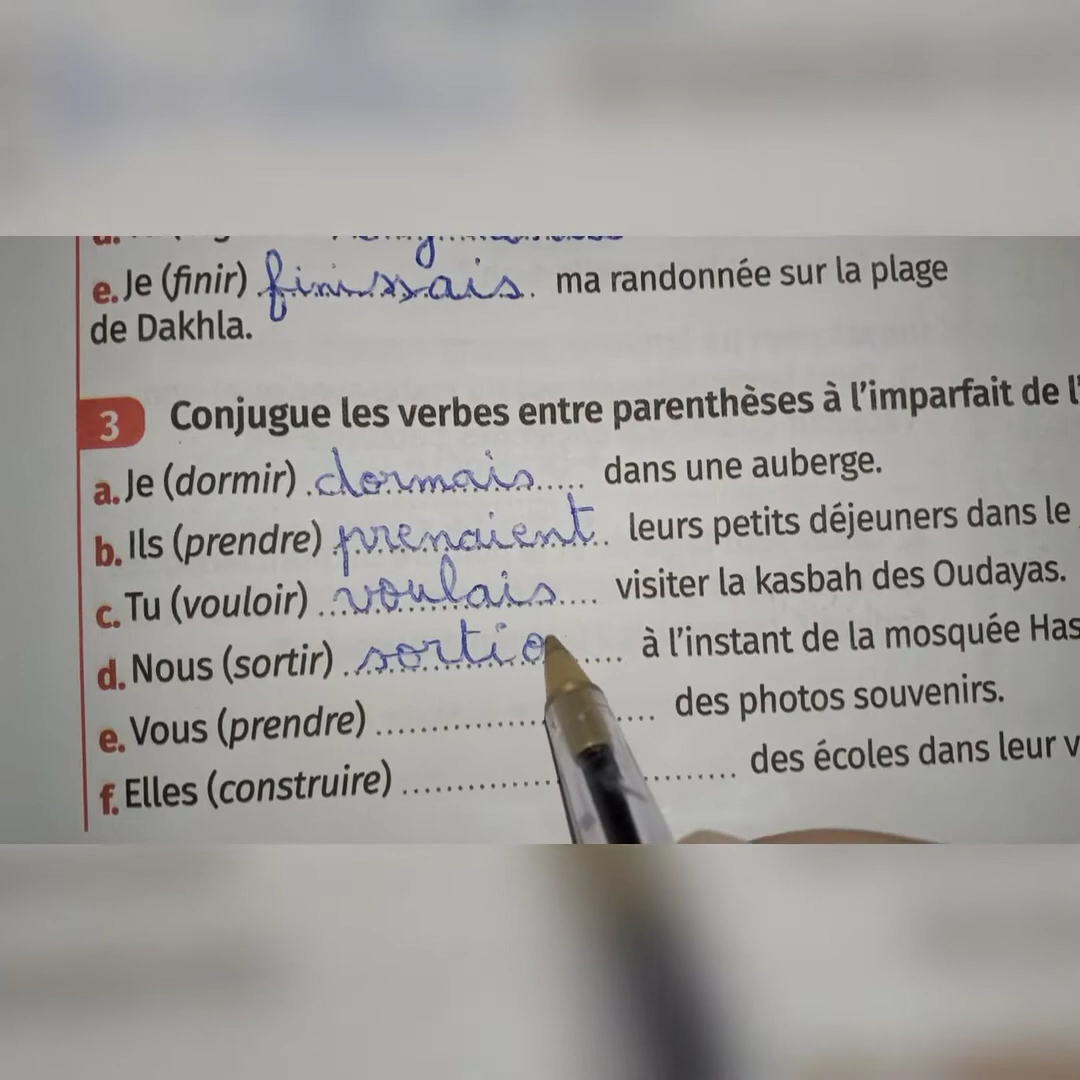 e. Je (finir) finissais ma randonnée sur la plage
de Dakhla.
3 Conjugue les verbes entre parenthèses à l'imparfait de l'
a. Je (dormir) dormais dans une auberge.
b. Ils (prendre) prenaient leurs petits déjeuners dans le
c. Tu (vouloir) voulais visiter la kasbah des Oudayas.
d. Nous (sortir) sortio à l'instant de la mosquée Has
e. Vous (prendre) .................... des photos souvenirs.
f. Elles (construire) .................... des écoles dans leur v